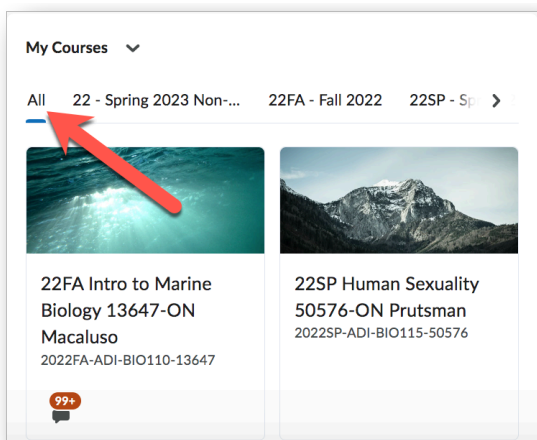 My Courses
All 22 - Spring 2023 Non-... 22FA - Fall 2022 22SP - Sp
22FA Intro to Marine
Biology 13647-ON
Macaluso
2022FA-ADI-BIO110-13647
99+
22SP Human Sexuality
50576-ON Prutsman
2022SP-ADI-BIO115-50576